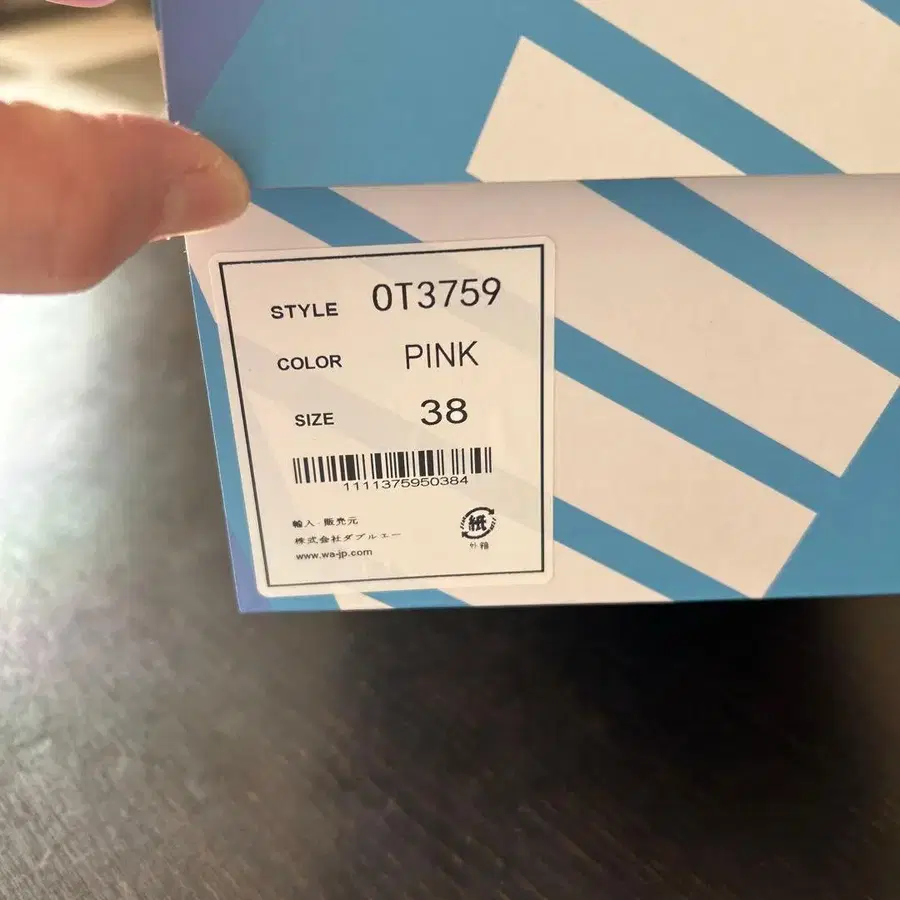 STYLE OT3759
COLOR PINK
SIZE 38
1111375950384
輸入・販売元
株式会社ダブルエー
www.wa-jp.com
紙
外箱